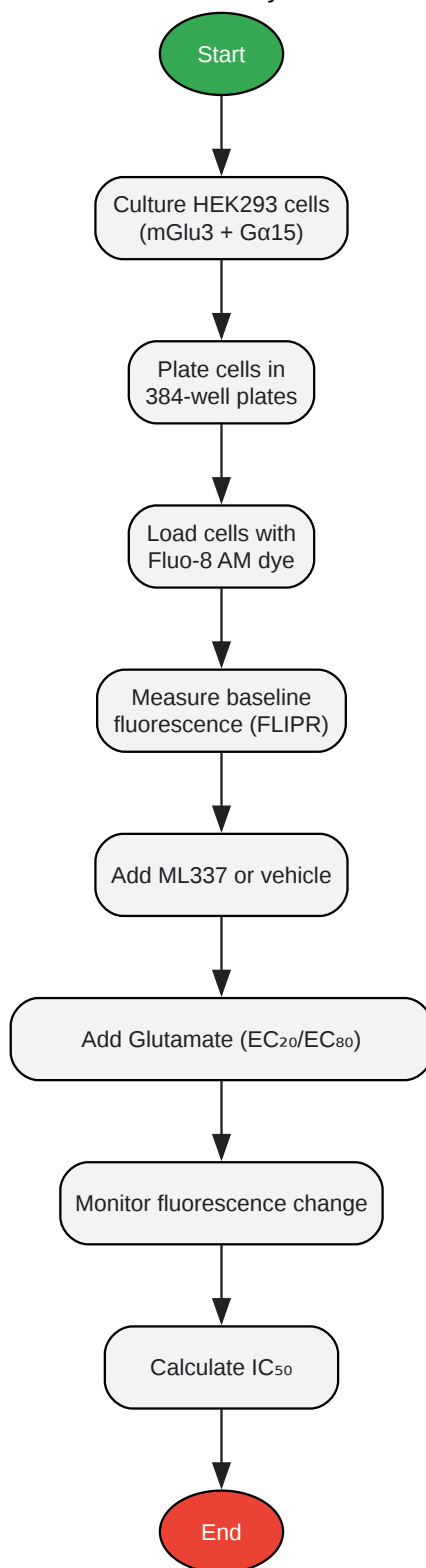 Start
Culture HEK293 cells
(mGlu3 + Gα15)
Plate cells in
384-well plates
Load cells with
Fluo-8 AM dye
Measure baseline
fluorescence (FLIPR)
Add ML337 or vehicle
Add Glutamate (EC₂₀/EC₈₀)
Monitor fluorescence change
Calculate IC₅₀
End